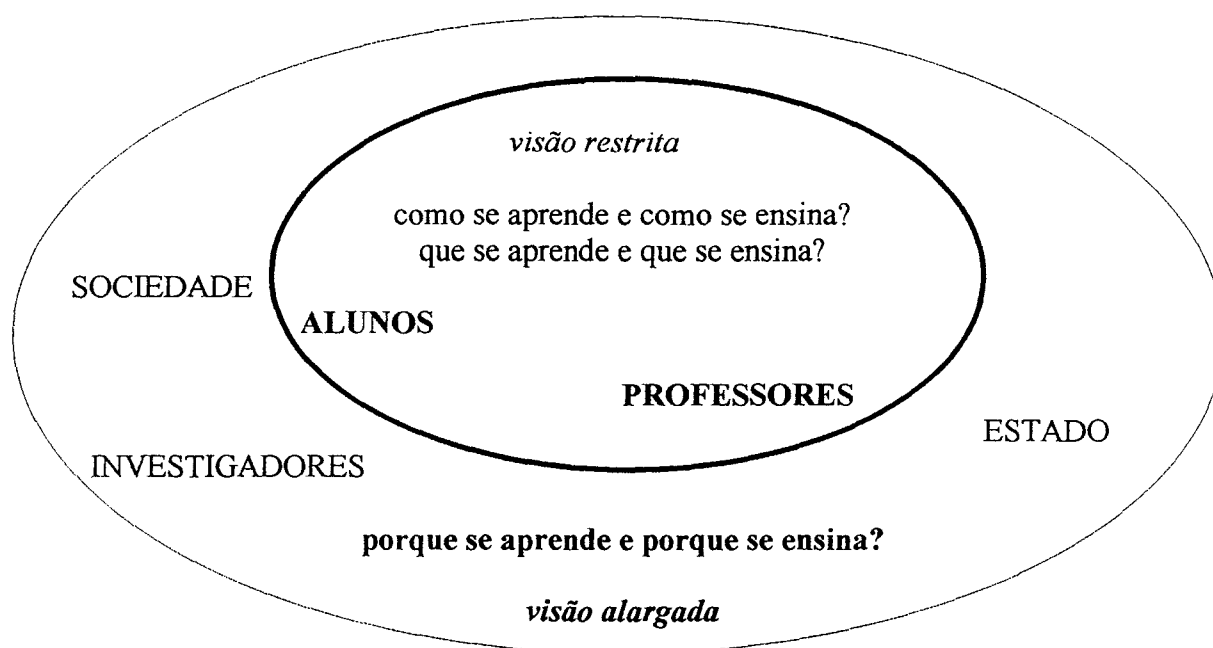 visão restrita
como se aprende e como se ensina?
que se aprende e que se ensina?
SOCIEDADE
ALUNOS
PROFESSORES
ESTADO
INVESTIGADORES
porque se aprende e porque se ensina?
visão alargada